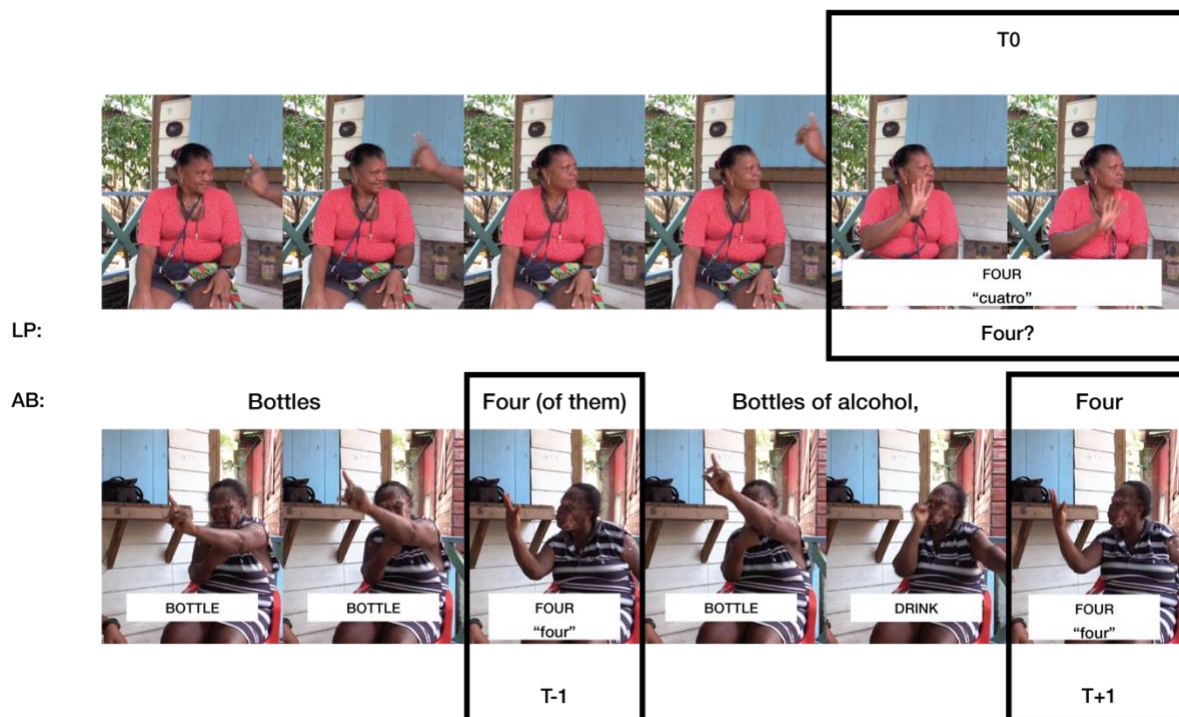 T0
FOUR
"cuatro"
LP:
Four?
AB:
Bottles
Four (of them)
Bottles of alcohol,
Four
BOTTLE
BOTTLE
FOUR
"four"
BOTTLE
DRINK
FOUR
"four"
T-1
T+1